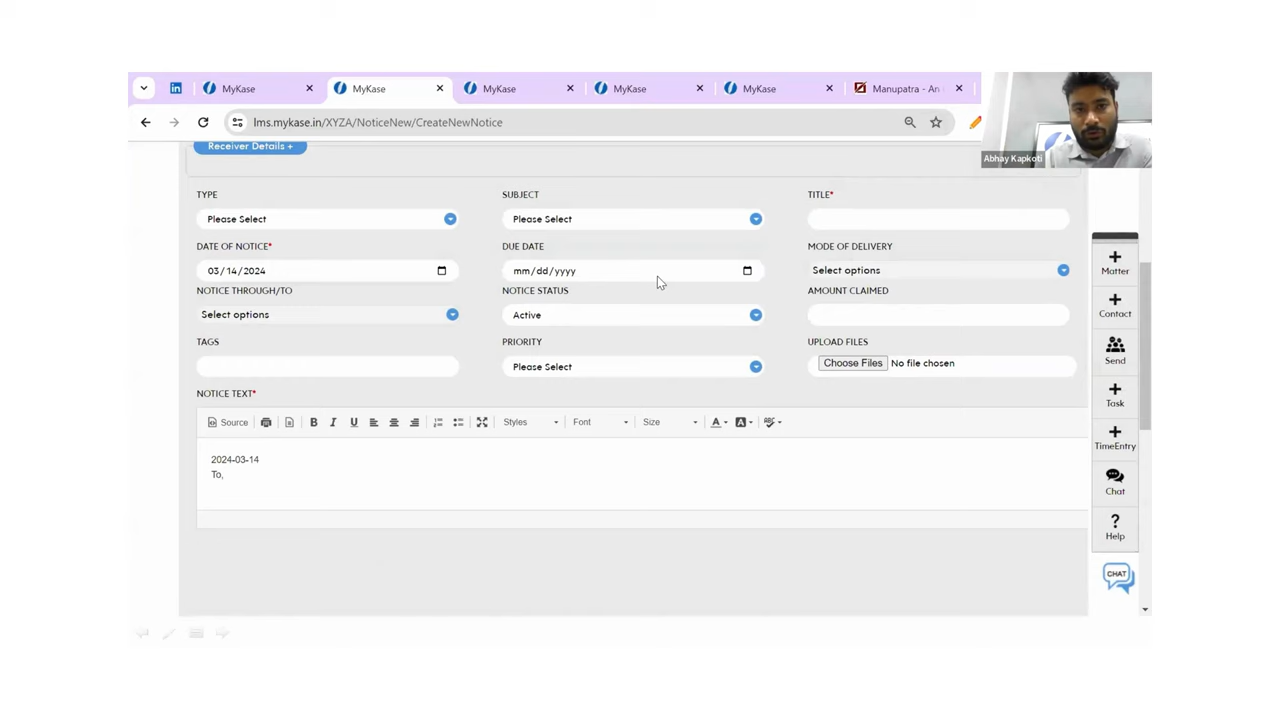 MyKase
MyKase
MyKase
MyKase
MyKase
Manupatra - An
lms.mykase.in/XYZA/NoticeNew/CreateNewNotice
Abhay Kapkoti
Receiver Details +
TYPE
SUBJECT
TITLE*
Please Select
Please Select
DATE OF NOTICE*
DUE DATE
MODE OF DELIVERY
03/14/2024
mm/dd/yyyy
Select options
NOTICE THROUGH/TO
NOTICE STATUS
AMOUNT CLAIMED
Select options
Active
TAGS
PRIORITY
UPLOAD FILES
Please Select
Choose Files No file chosen
NOTICE TEXT*
Source
B I U
Styles
Font
Size
A
A
2024-03-14
To,
Matter
Contact
Send
Task
TimeEntry
Chat
?
Help
CHAT